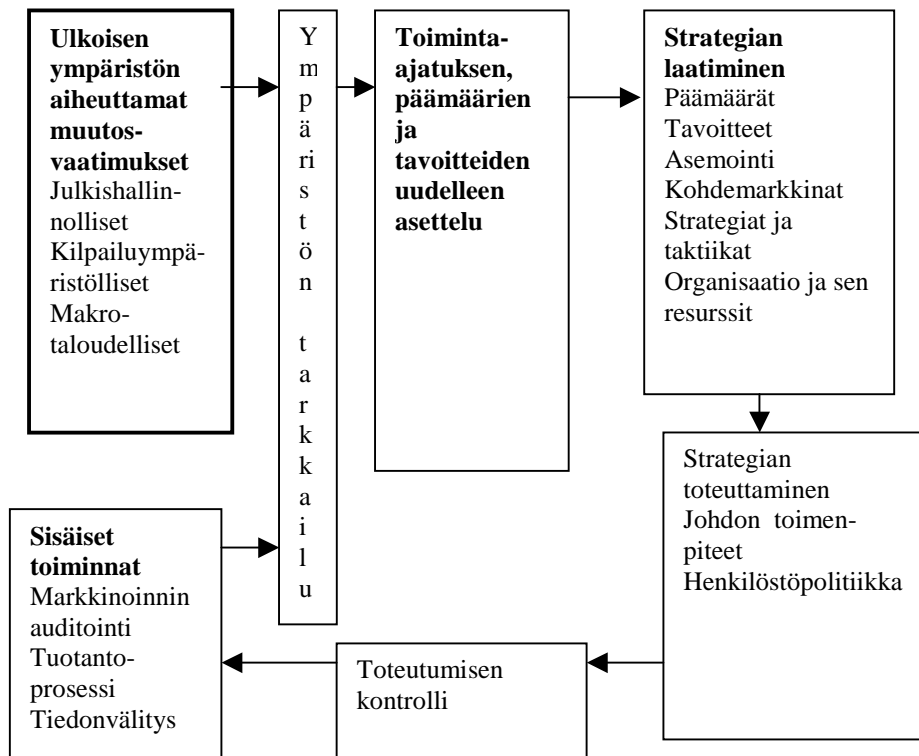 Ulkoisen
ympäristön
aiheuttamat
muutos-
vaatimukset
Julkishallin-
nolliset
Kilpailuympä-
ristölliset
Makro-
taloudelliset
Y
m
p
ä
ri
s
t
ö
n
t
a
r
k
k
a
i
l
u
Toiminta-
ajatuksen,
päämäärien
ja
tavoitteiden
uudelleen
asettelu
Strategian
laatiminen
Päämäärät
Tavoitteet
Asemointi
Kohdemarkkinat
Strategiat ja
taktiikat
Organisaatio ja sen
resurssit
Strategian
toteuttaminen
Johdon toimen-
piteet
Henkilöstöpolitiikka
Toteutumisen
kontrolli
Sisäiset
toiminnat
Markkinoinnin
auditointi
Tuotanto-
prosessi
Tiedonvälitys